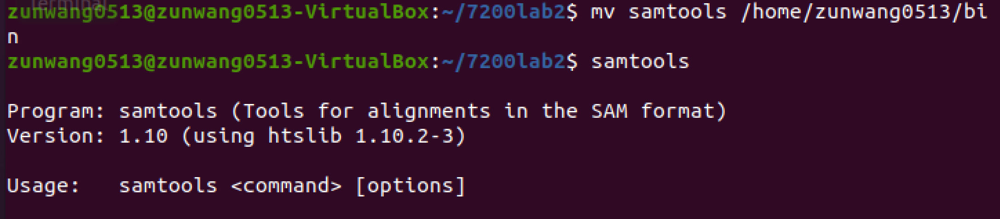 Terminal
zunwang0513@zunwang0513-VirtualBox:~/7200lab2$ mv samtools /home/zunwang0513/bi
n
zunwang0513@zunwang0513-VirtualBox:~/7200lab2$ samtools
Program: samtools (Tools for alignments in the SAM format)
Version: 1.10 (using htslib 1.10.2-3)
Usage:   samtools <command> [options]